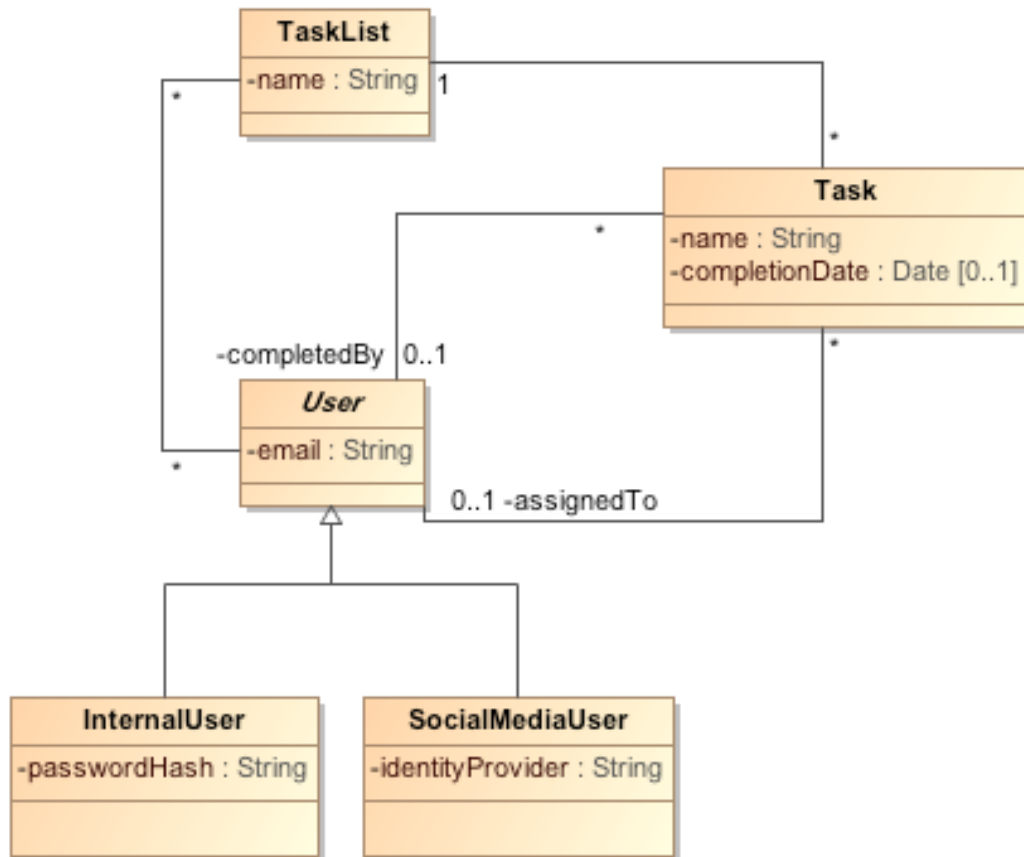 TaskList
-name : String
1
*
*
Task
-name : String
-completionDate : Date [0..1]
*
*
-completedBy 0..1
User
-email : String
*
0..1 -assignedTo
InternalUser
-passwordHash : String
SocialMediaUser
-identityProvider : String